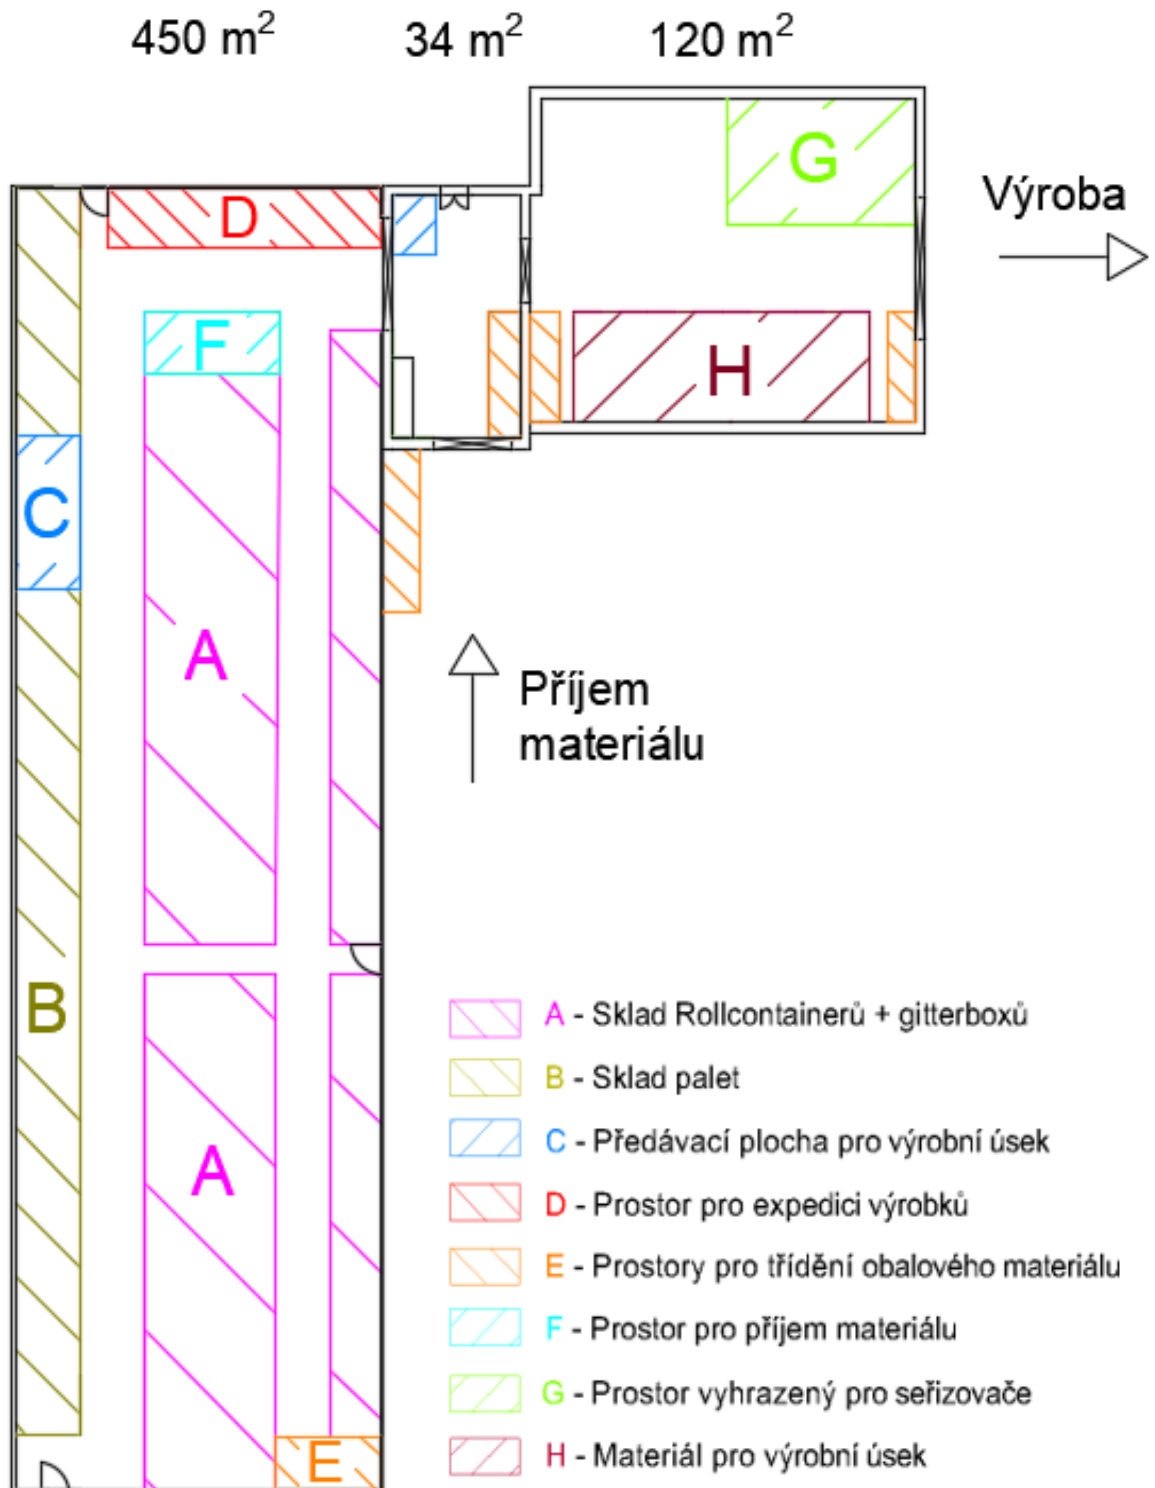 450 m²
34 m²
120 m²
G
Výroba
D
F
H
C
A
Příjem
materiálu
B
A
E
A - Sklad Rollcontainerů + gitterboxů
B - Sklad palet
C - Předávací plocha pro výrobní úsek
D - Prostor pro expedici výrobků
E - Prostory pro třídění obalového materiálu
F - Prostor pro příjem materiálu
G - Prostor vyhrazený pro seřizovače
H - Materiál pro výrobní úsek